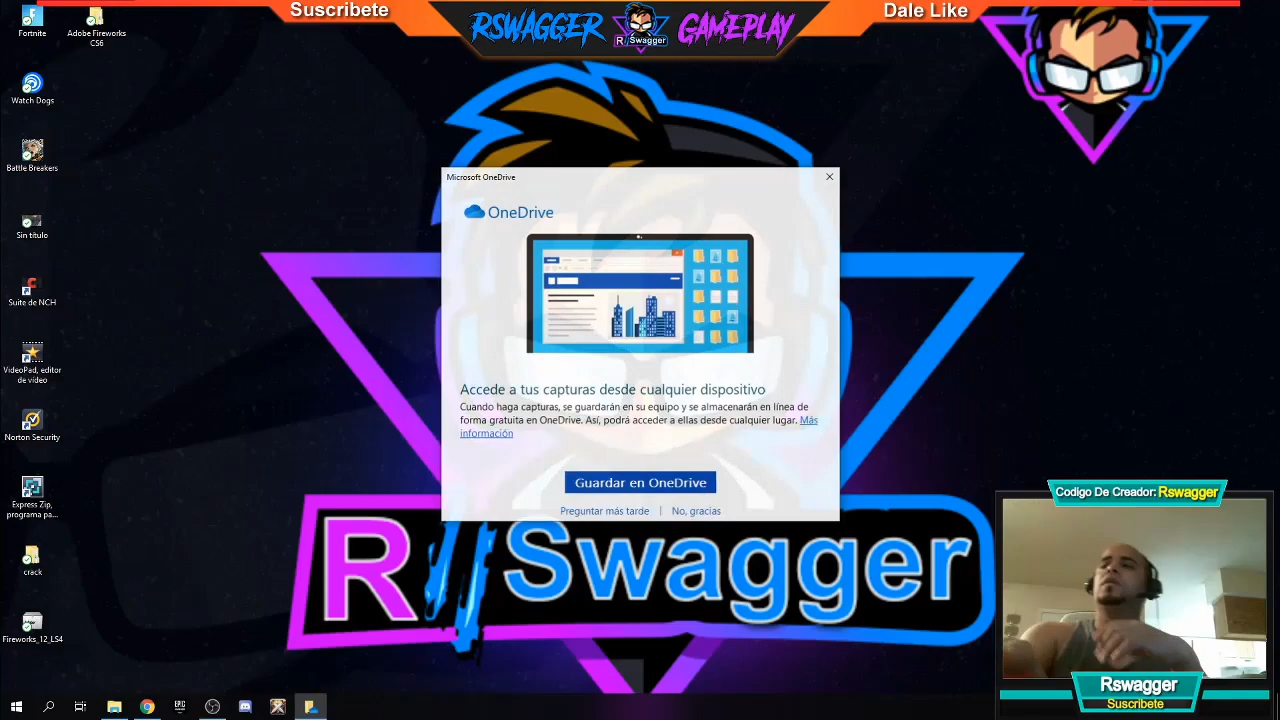 Suscribete
RSWAGGER
R Swagger
GAMEPLAY
Dale Like
Fortnite
Adobe Fireworks
CS6
Watch Dogs
Battle Breakers
Sin título
Suite de NCH
VideoPad, editor
de vídeo
Norton Security
Express Zip,
programa pa...
crack
Fireworks_12_LS4
Microsoft OneDrive
OneDrive
Accede a tus capturas desde cualquier dispositivo
Cuando haga capturas, se guardarán en su equipo y se almacenarán en línea de
forma gratuita en OneDrive. Así, podrá acceder a ellas desde cualquier lugar. Más
información
Guardar en OneDrive
Preguntar más tarde | No, gracias
R Swagger
Codigo De Creador: Rswagger
Rswagger
Suscribete
EPIC